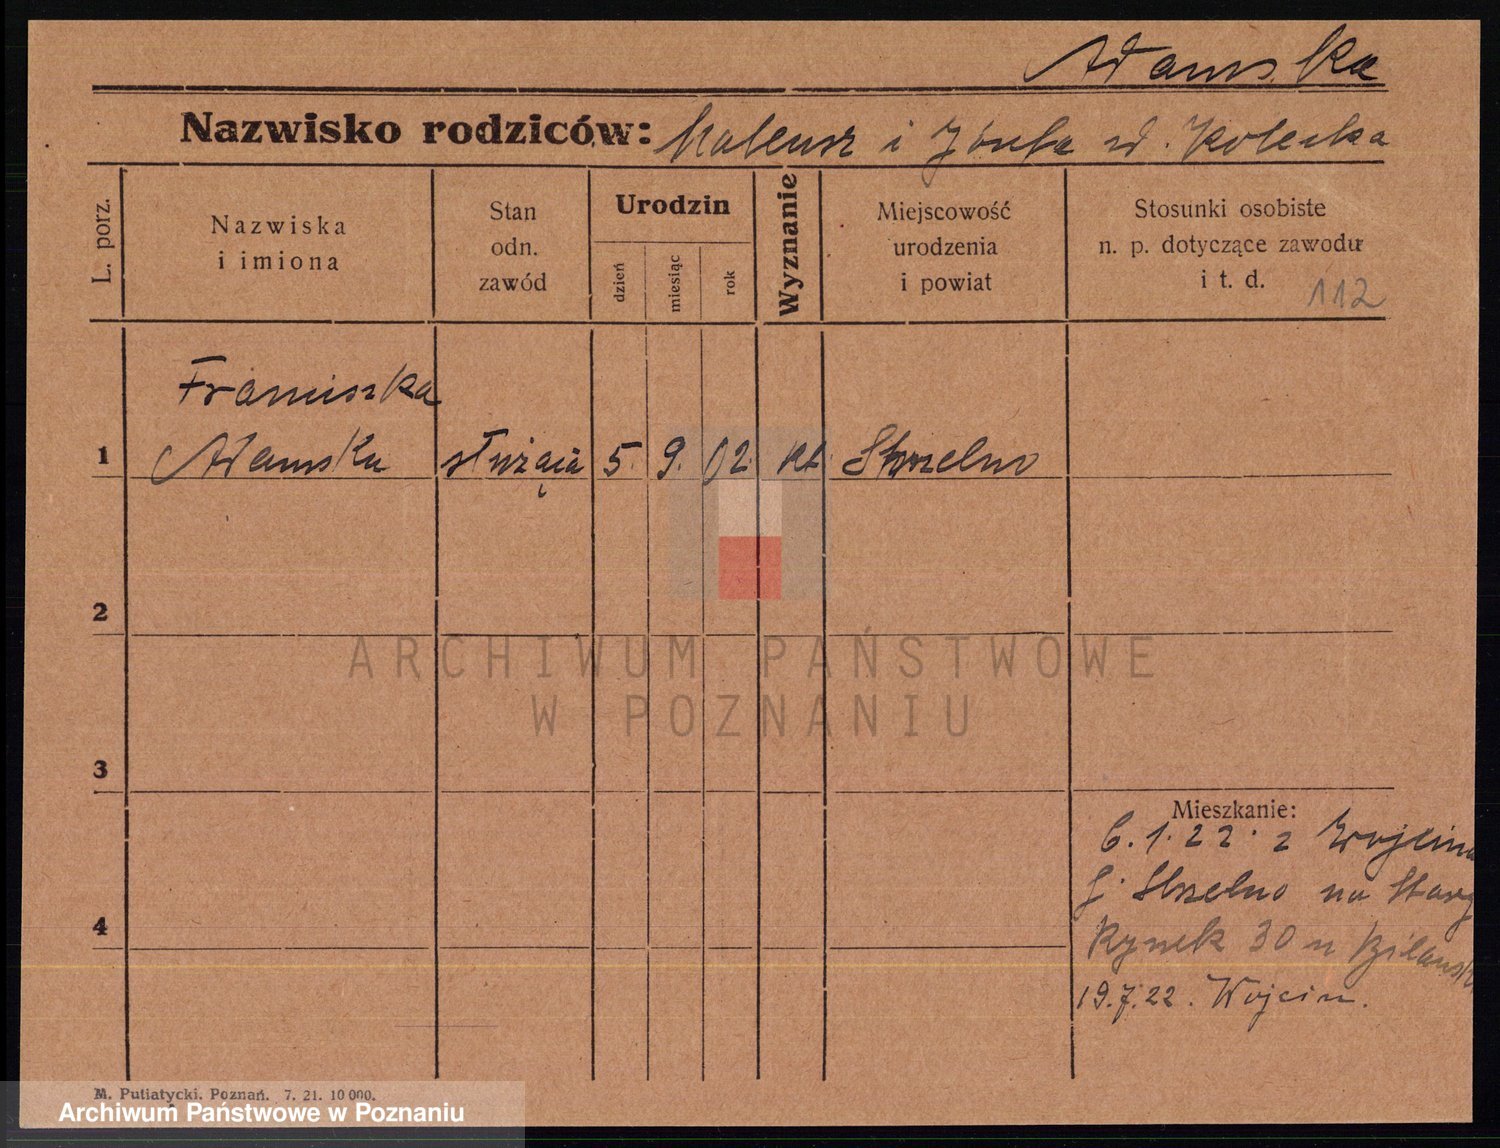 Adamska
Nazwisko rodziców: Mateusz i Józefa z d. Kolecka
L. porz.
Nazwiska
i imiona
Stan
odn.
zawód
Urodzin
dzień
miesiąc
rok
Wyznanie
Miejscowość
urodzenia
i powiat
Stosunki osobiste
n. p. dotyczące zawodu
i t. d.
112
Franciszka
1 Adamska służąca 5. 9. 02. kt. Strzelno
2
ARCHIWUM PAŃSTWOWE
W POZNANIU
3
Mieszkanie:
6.1.22. z Wojcina
Strzelno na Stary
4
Rynek 30 u
19.7.22. Wojcin.
M. Putiatycki. Poznań. 7. 21. 10 000.
Archiwum Państwowe w Poznaniu